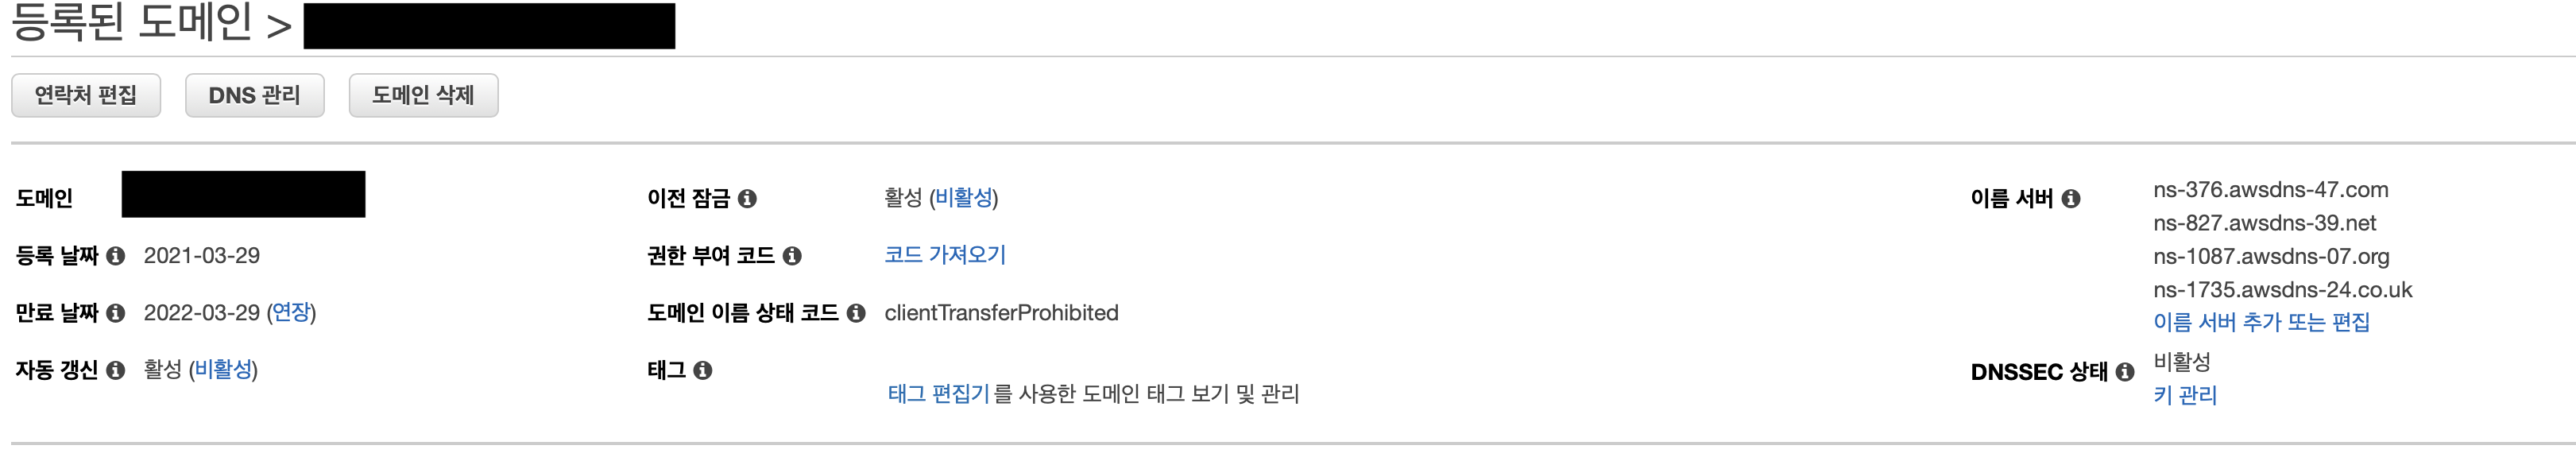 등록된 도메인 >
연락처 편집 DNS 관리 도메인 삭제
도메인
등록 날짜 2021-03-29
만료 날짜 2022-03-29 (연장)
자동 갱신 활성 (비활성)
이전 잠금 활성 (비활성)
권한 부여 코드 코드 가져오기
도메인 이름 상태 코드 clientTransferProhibited
태그
태그 편집기를 사용한 도메인 태그 보기 및 관리
이름 서버 ns-376.awsdns-47.com
ns-827.awsdns-39.net
ns-1087.awsdns-07.org
ns-1735.awsdns-24.co.uk
이름 서버 추가 또는 편집
DNSSEC 상태 비활성
키 관리